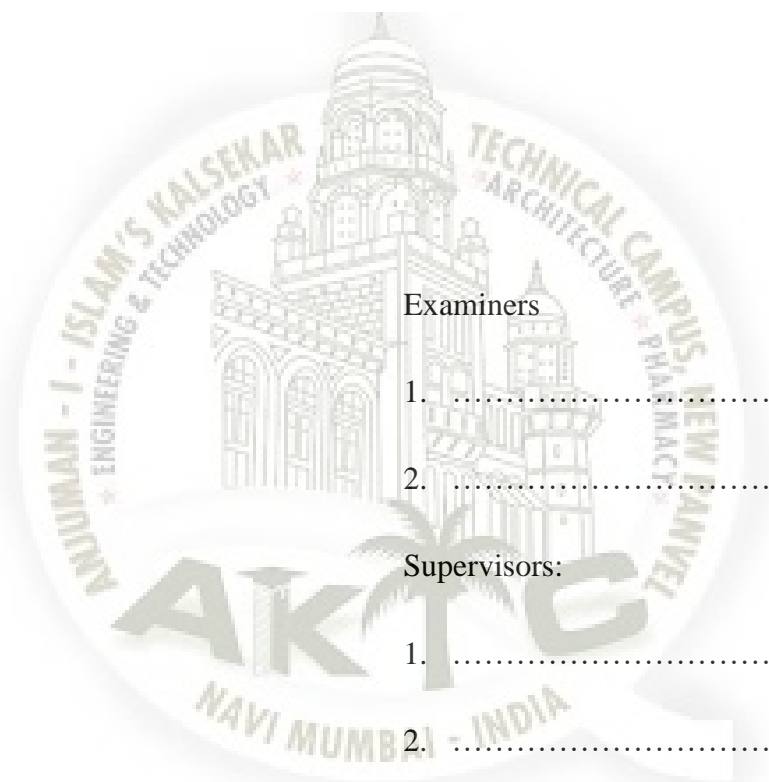 ANJUMAN - I - ISLAM'S KALSEKAR TECHNICAL CAMPUS, NEW PANVEL
ENGINEERING & TECHNOLOGY * ARCHITECTURE * PHARMACY *
Examiners
1. ..............................
2. ..............................
Supervisors:
1. ..............................
2. ..............................
AKTC
NAVI MUMBAI - INDIA